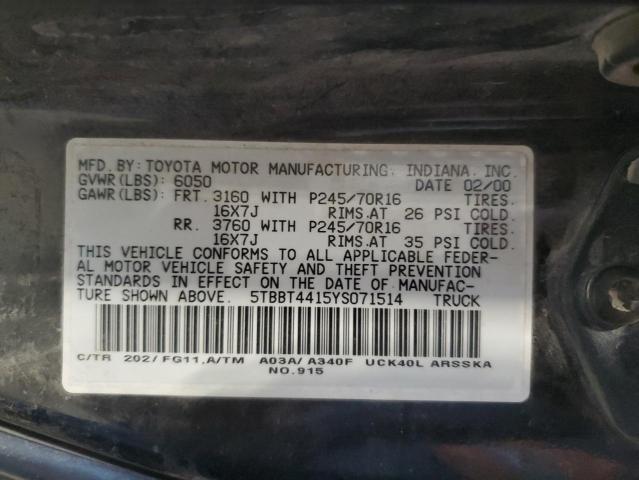 MFD. BY: TOYOTA MOTOR MANUFACTURING, INDIANA, INC.
GVWR(LBS): 6050 DATE 02/00
GAWR(LBS): FRT. 3160 WITH P245/70R16 TIRES.
16X7J RIMS.AT 26 PSI COLD.
RR. 3760 WITH P245/70R16 TIRES.
16X7J RIMS.AT 35 PSI COLD.
THIS VEHICLE CONFORMS TO ALL APPLICABLE FEDER-
AL MOTOR VEHICLE SAFETY AND THEFT PREVENTION
STANDARDS IN EFFECT ON THE DATE OF MANUFAC-
TURE SHOWN ABOVE. 5TBBT4415YS071514 TRUCK
C/TR 202/ FG11,A/TM A03A/ A340F UCK40L ARSSKA
NO.915